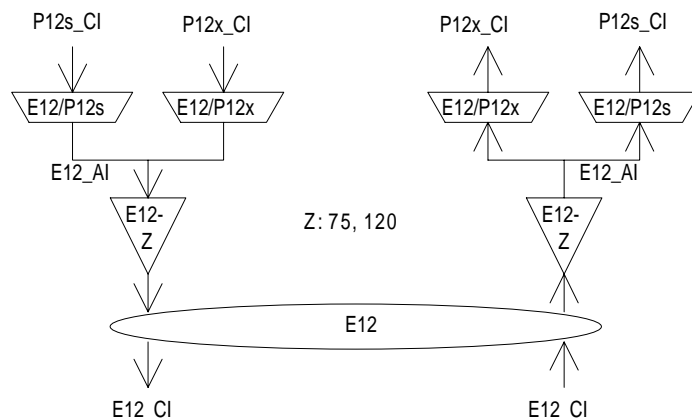 P12s_CI P12x_CI P12x_CI P12s_CI
E12/P12s E12/P12x E12/P12x E12/P12s
E12_AI E12_AI
E12-
Z
Z: 75, 120
E12-
Z
E12
E12_CI E12_CI